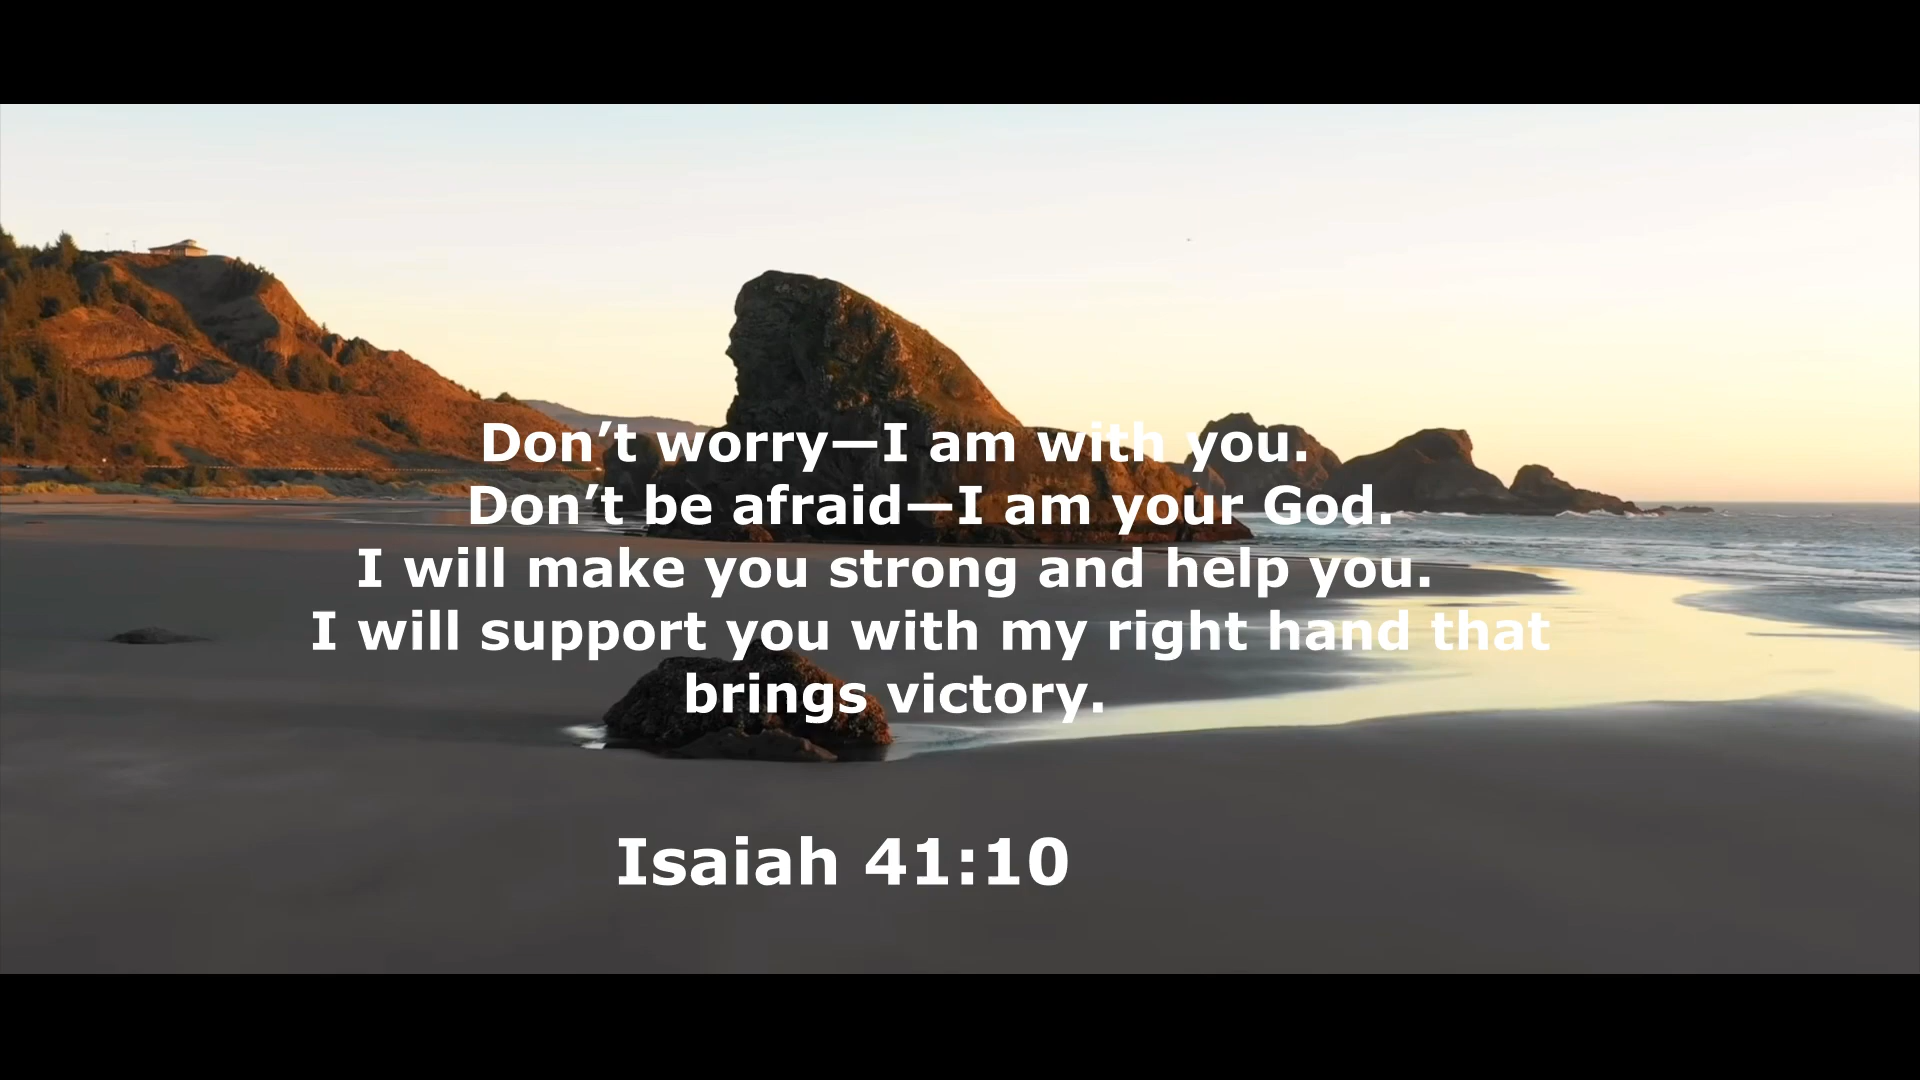 Don’t worry—I am with you.
Don’t be afraid—I am your God.
I will make you strong and help you.
I will support you with my right hand that
brings victory.
Isaiah 41:10